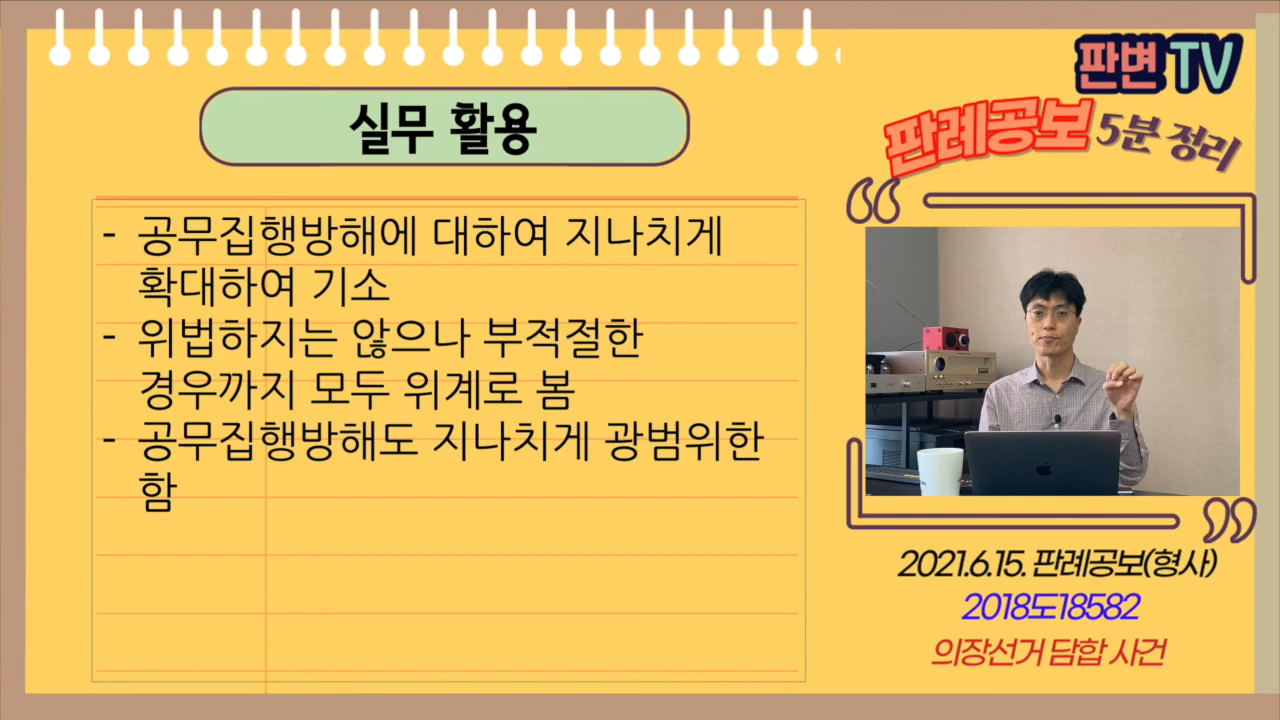 실무 활용
- 공무집행방해에 대하여 지나치게
확대하여 기소
- 위법하지는 않으나 부적절한
경우까지 모두 위계로 봄
- 공무집행방해도 지나치게 광범위한
함
판변 TV
판례공보 5분 정리
2021.6.15. 판례공보(형사)
2018도18582
의장선거 담합 사건